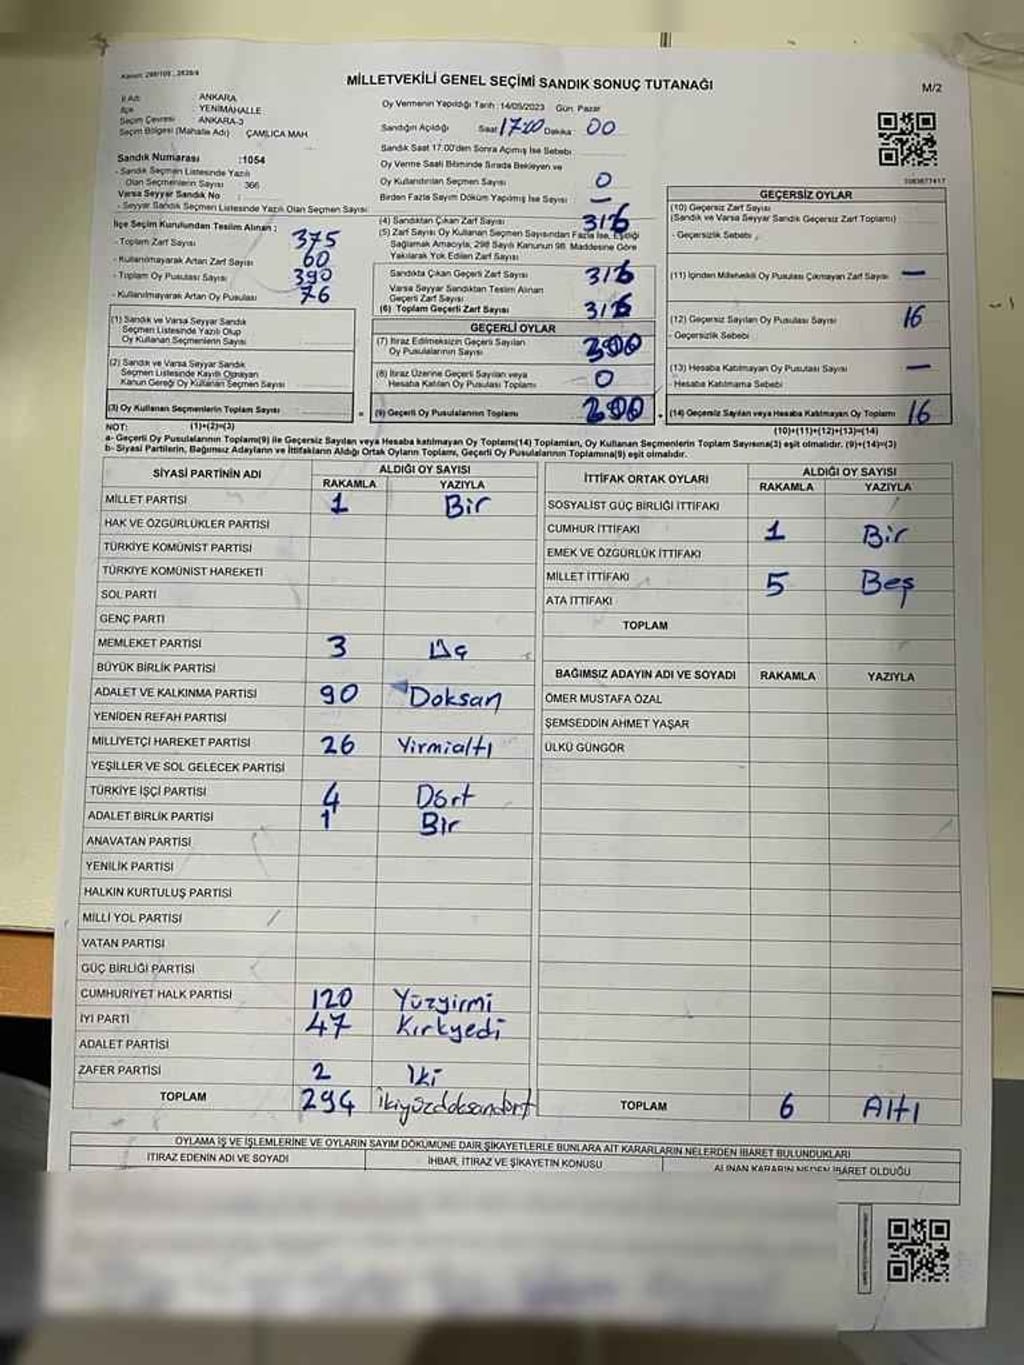 Kanun: 298/105 , 2839/4
MİLLETVEKİLİ GENEL SEÇİMİ SANDIK SONUÇ TUTANAĞI
M/2
İl Adı: ANKARA
İlçe : YENİMAHALLE
Seçim Çevresi : ANKARA-3
Seçim Bölgesi (Mahalle Adı) : ÇAMLICA MAH
Oy Vermenin Yapıldığı Tarih :14/05/2023 Gün: Pazar
Sandığın Açıldığı Saat: 17:00 Dakika: 00
Sandık Saat 17.00'den Sonra Açılmış İse Sebebi:
Oy Verme Saati Bitiminde Sırada Bekleyen ve
Oy Kullandırılan Seçmen Sayısı : 0
Birden Fazla Sayım Döküm Yapılmış İse Sayısı : —
Sandık Numarası :1054
- Sandık Seçmen Listesinde Yazılı
Olan Seçmenlerin Sayısı : 366
Varsa Seyyar Sandık No :
- Seyyar Sandık Seçmen Listesinde Yazılı Olan Seçmen Sayısı:
İlçe Seçim Kurulundan Teslim Alınan ;
- Toplam Zarf Sayısı : 375
- Kullanılmayarak Artan Zarf Sayısı : 60
- Toplam Oy Pusulası Sayısı : 390
- Kullanılmayarak Artan Oy Pusulası : 76
(1) Sandık ve Varsa Seyyar Sandık
Seçmen Listesinde Yazılı Olup
Oy Kullanan Seçmenlerin Sayısı :
(2) Sandık ve Varsa Seyyar Sandık
Seçmen Listesinde Kayıtlı Olmayan
Kanun Gereği Oy Kullanan Seçmen Sayısı :
(3) Oy Kullanan Seçmenlerin Toplam Sayısı :
(1)+(2)=(3)
(4) Sandıktan Çıkan Zarf Sayısı : 316
(5) Zarf Sayısı Oy Kullanan Seçmen Sayısından Fazla İse, Eşitliği
Sağlamak Amacıyla, 298 Sayılı Kanunun 98. Maddesine Göre
Yakılarak Yok Edilen Zarf Sayısı :
Sandıkta Çıkan Geçerli Zarf Sayısı : 316
Varsa Seyyar Sandıktan Teslim Alınan
Geçerli Zarf Sayısı :
(6) Toplam Geçerli Zarf Sayısı : 316
GEÇERLİ OYLAR
(7) İtiraz Edilmeksizin Geçerli Sayılan
Oy Pusulalarının Sayısı : 300
(8) İtiraz Üzerine Geçerli Sayılan veya
Hesaba Katılan Oy Pusulası Toplamı : 0
(9) Geçerli Oy Pusulalarının Toplamı :
GEÇERSİZ OYLAR
(10) Geçersiz Zarf Sayısı
(Sandık ve Varsa Seyyar Sandık Geçersiz Zarf Toplamı)
- Geçersizlik Sebebi :
(11) İçinden Milletvekili Oy Pusulası Çıkmayan Zarf Sayısı : —
(12) Geçersiz Sayılan Oy Pusulası Sayısı : 16
- Geçersizlik Sebebi :
(13) Hesaba Katılmayan Oy Pusulası Sayısı : —
- Hesaba Katılmama Sebebi :
(14) Geçersiz Sayılan veya Hesaba Katılmayan Oy Toplamı : 16
(10)+(11)+(12)+(13)=(14)
NOT:
a- Geçerli Oy Pusulalarının Toplamı(9) ile Geçersiz Sayılan veya Hesaba katılmayan Oy Toplamı(14) Toplamları, Oy Kullanan Seçmenlerin Toplam Sayısına(3) eşit olmalıdır. (9)+(14)=(3)
b- Siyasi Partilerin, Bağımsız Adayların ve İttifakların Aldığı Ortak Oyların Toplamı, Geçerli Oy Pusulalarının Toplamına(9) eşit olmalıdır.
SİYASİ PARTİNİN ADI ALDIĞI OY SAYISI
RAKAMLA YAZIYLA
MİLLET PARTİSİ 1 Bir
HAK VE ÖZGÜRLÜKLER PARTİSİ
TÜRKİYE KOMÜNİST PARTİSİ
TÜRKİYE KOMÜNİST HAREKETİ
SOL PARTİ
GENÇ PARTİ
MEMLEKET PARTİSİ 3 Üç
BÜYÜK BİRLİK PARTİSİ
ADALET VE KALKINMA PARTİSİ 90 Doksan
YENİDEN REFAH PARTİSİ
MİLLİYETÇİ HAREKET PARTİSİ 26 Yirmialtı
YEŞİLLER VE SOL GELECEK PARTİSİ
TÜRKİYE İŞÇİ PARTİSİ 4 Dört
ADALET BİRLİK PARTİSİ 1 Bir
ANAVATAN PARTİSİ
YENİLİK PARTİSİ
HALKIN KURTULUŞ PARTİSİ
MİLLİ YOL PARTİSİ
VATAN PARTİSİ
GÜÇ BİRLİĞİ PARTİSİ
CUMHURİYET HALK PARTİSİ 120 Yüzyirmi
İYİ PARTİ 47 Kırkyedi
ADALET PARTİSİ
ZAFER PARTİSİ 2 İki
TOPLAM 294 ikiyüzdoksandört
İTTİFAK ORTAK OYLARI ALDIĞI OY SAYISI
RAKAMLA YAZIYLA
SOSYALİST GÜÇ BİRLİĞİ İTTİFAKI
CUMHUR İTTİFAKI 1 Bir
EMEK VE ÖZGÜRLÜK İTTİFAKI
MİLLET İTTİFAKI 5 Beş
ATA İTTİFAKI
TOPLAM
BAĞIMSIZ ADAYIN ADI VE SOYADI RAKAMLA YAZIYLA
ÖMER MUSTAFA ÖZAL
ŞEMSEDDİN AHMET YAŞAR
ÜLKÜ GÜNGÖR
TOPLAM 6 Altı
OYLAMA İŞ VE İŞLEMLERİNE VE OYLARIN SAYIM DÖKÜMÜNE DAİR ŞİKAYETLERLE BUNLARA AİT KARARLARIN NELERDEN İBARET BULUNDUKLARI
İTİRAZ EDENİN ADI VE SOYADI İHBAR, İTİRAZ VE ŞİKAYETİN KONUSU ALINAN KARARIN NEDEN İBARET OLDUĞU